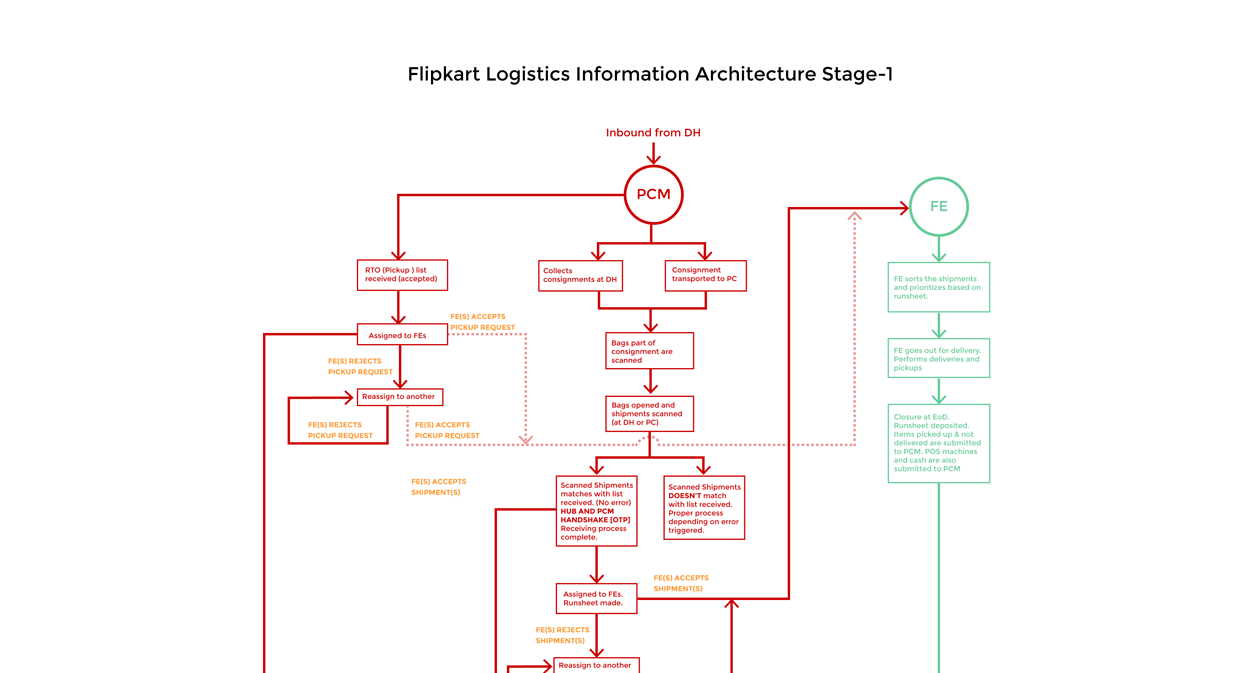 Flipkart Logistics Information Architecture Stage-1
Inbound from DH
PCM
FE
RTO (Pickup ) list
received (accepted)
Collects
consignments at DH
Consignment
transported to PC
FE sorts the shipments
and prioritizes based on
runsheet.
FE(S) ACCEPTS
PICKUP REQUEST
Assigned to FEs
Bags part of
consignment are
scanned
FE goes out for delivery.
Performs deliveries and
pickups
FE(S) REJECTS
PICKUP REQUEST
Reassign to another
FE(S) REJECTS
PICKUP REQUEST
FE(S) ACCEPTS
PICKUP REQUEST
Bags opened and
shipments scanned
(at DH or PC)
Closure at EoD.
Runsheet deposited.
Items picked up & not
delivered are submitted
to PCM. POS machines
and cash are also
submitted to PCM
FE(S) ACCEPTS
SHIPMENT(S)
Scanned Shipments
matches with list
received. (No error)
HUB AND PCM
HANDSHAKE [OTP]
Receiving process
complete.
Scanned Shipments
DOESN'T match
with list received.
Proper process
depending on error
triggered.
FE(S) ACCEPTS
SHIPMENT(S)
Assigned to FEs.
Runsheet made.
FE(S) REJECTS
SHIPMENT(S)
Reassign to another